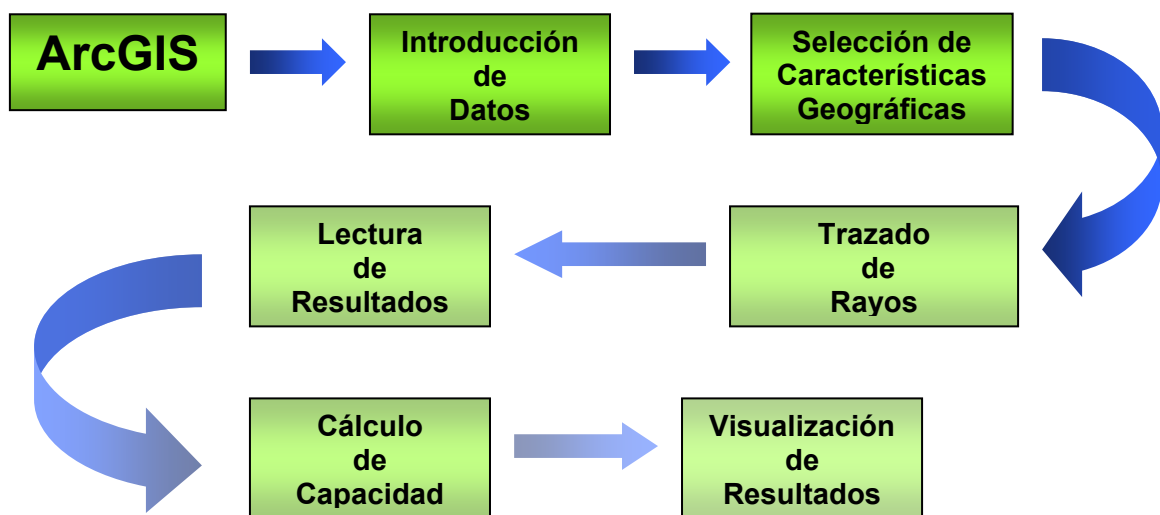 ArcGIS
Introducción
de
Datos
Selección de
Características
Geográficas
Trazado
de
Rayos
Lectura
de
Resultados
Cálculo
de
Capacidad
Visualización
de
Resultados